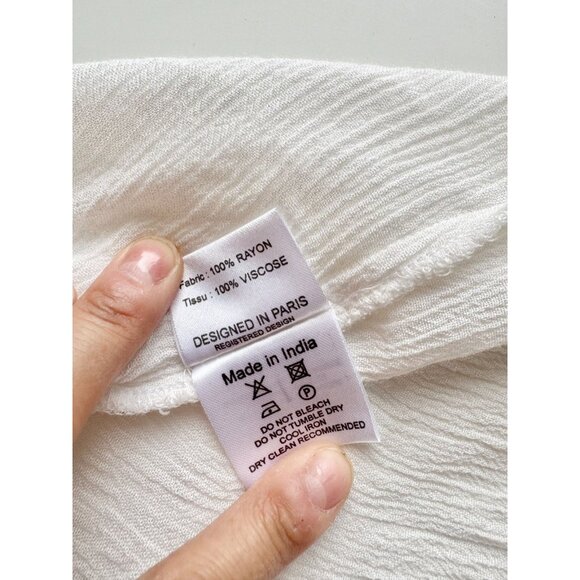 Fabric : 100% RAYON
Tissu : 100% VISCOSE
DESIGNED IN PARIS
REGISTERED DESIGN
Made in India
P
DO NOT BLEACH
DO NOT TUMBLE DRY
COOL IRON
DRY CLEAN RECOMMENDED